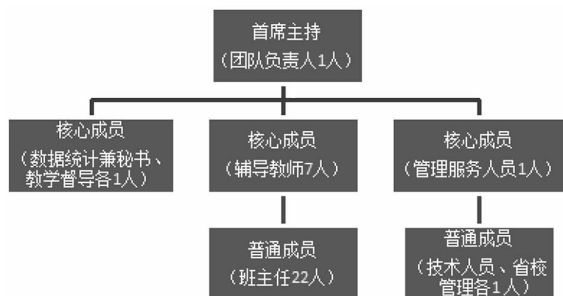 首席主持
（团队负责人1人）
核心成员
（数据统计兼秘书、
教学督导各1人）
核心成员
（辅导教师7人）
核心成员
（管理服务人员1人）
普通成员
（班主任22人）
普通成员
（技术人员、省校
管理各1人）